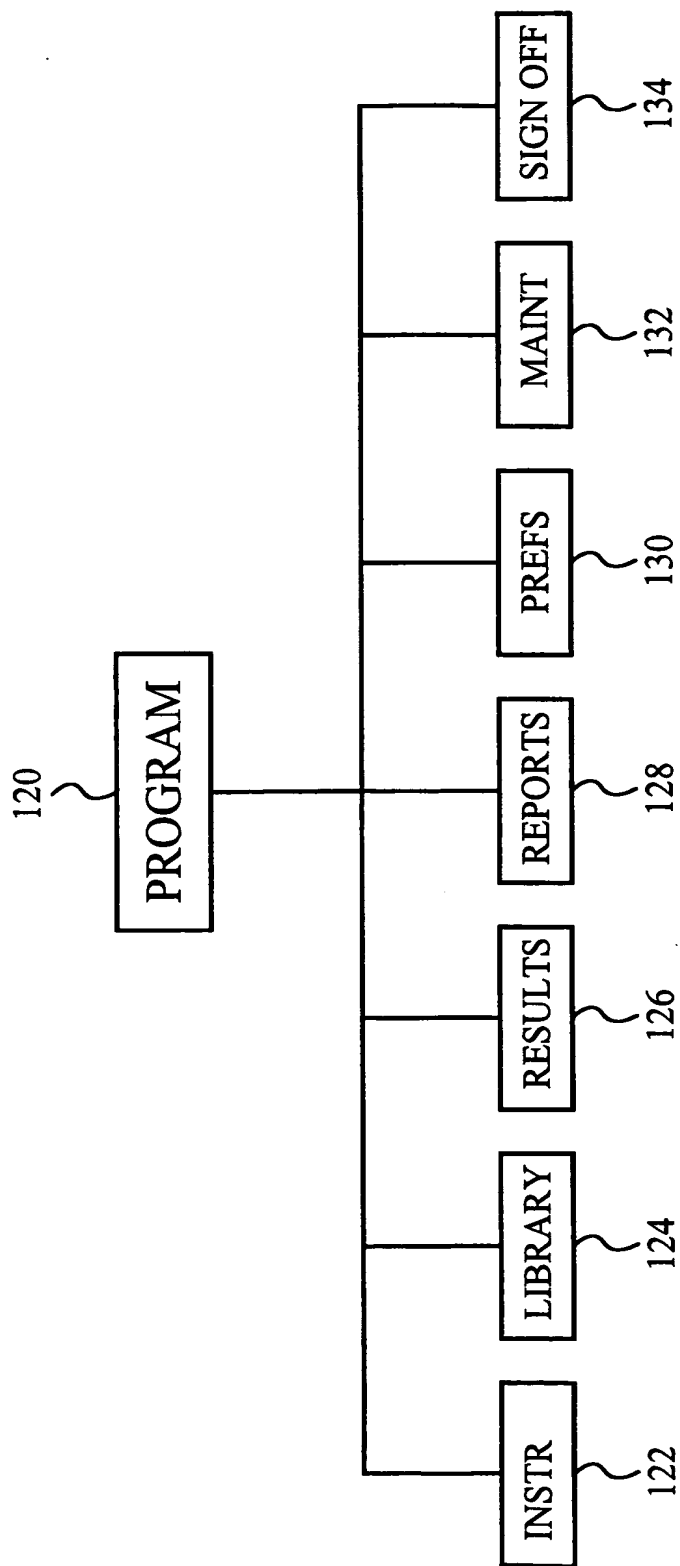 120
PROGRAM
INSTR
LIBRARY
RESULTS
REPORTS
PREFS
MAINT
SIGN OFF
122
124
126
128
130
132
134